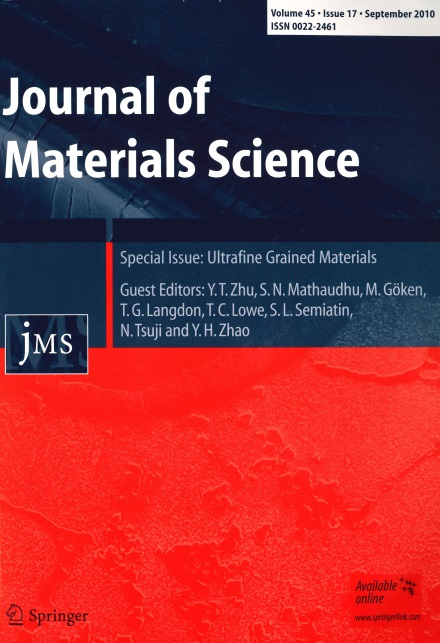 Volume 45 • Issue 17 • September 2010
ISSN 0022-2461
Journal of
Materials Science
Special Issue: Ultrafine Grained Materials
Guest Editors: Y. T. Zhu, S. N. Mathaudhu, M. Göken,
T. G. Langdon, T. C. Lowe, S. L. Semiatin,
N. Tsuji and Y. H. Zhao
jMS
Available
online
Springer
www.springerlink.com